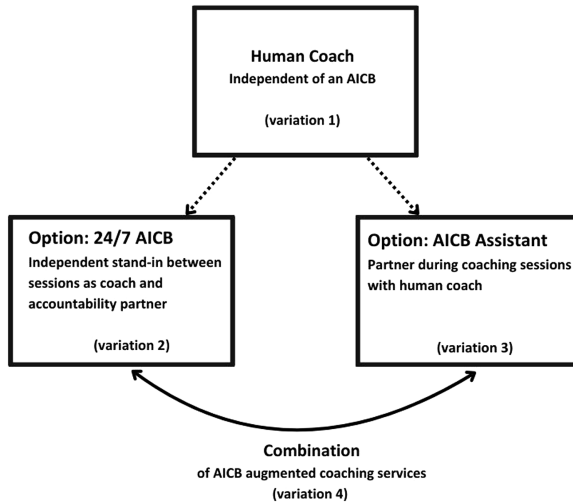 Human Coach
Independent of an AICB
(variation 1)
Option: 24/7 AICB
Independent stand-in between
sessions as coach and
accountability partner
(variation 2)
Option: AICB Assistant
Partner during coaching sessions
with human coach
(variation 3)
Combination
of AICB augmented coaching services
(variation 4)